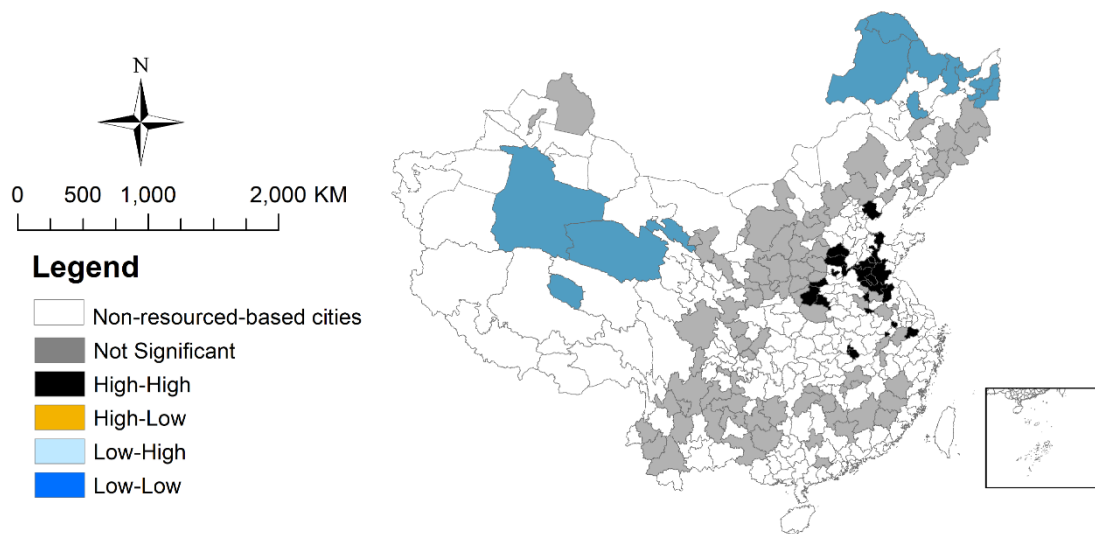 N
0 500 1,000 2,000 KM
Legend
Non-resourced-based cities
Not Significant
High-High
High-Low
Low-High
Low-Low